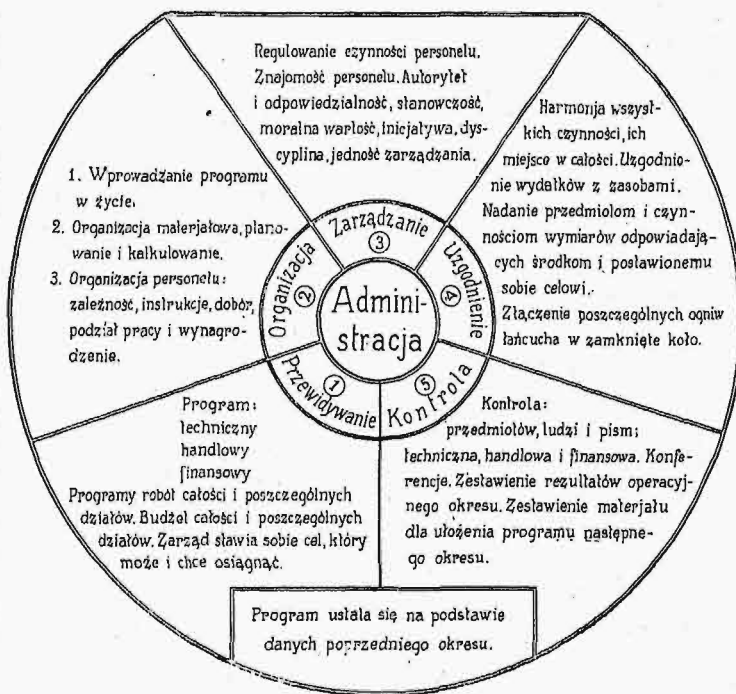 Administracja
Admini-
stracja
① Przewidywanie
② Organizacja
③ Zarządzanie
④ Uzgodnienie
⑤ Kontrola
Program:
techniczny
handlowy
finansowy
Programy robót całości i poszczególnych
działów. Budżet całości i poszczególnych
działów. Zarząd stawia sobie cel, który
może i chce osiągnąć.
1. Wprowadzanie programu
w życie.
2. Organizacja materjałowa, plano-
wanie i kalkulowanie.
3. Organizacja personelu:
zależność, instrukcje, dobór,
podział pracy i wynagro-
dzenie.
Regulowanie czynności personelu.
Znajomość personelu. Autorytet
i odpowiedzialność, stanowczość,
moralna wartość, inicjatywa, dys-
cyplina, jedność zarządzania.
Harmonja wszyst-
kich czynności, ich
miejsce w całości. Uzgodnie-
nie wydatków z zasobami.
Nadanie przedmiotom i czyn-
nościom wymiarów odpowiadają-
cych środkom i postawionemu
sobie celowi.
Złączenie poszczególnych ogniw
łańcucha w zamknięte koło.
Kontrola:
przedmiotów, ludzi i pism;
techniczna, handlowa i finansowa. Konfe-
rencje. Zestawienie rezultatów operacyj-
nego okresu. Zestawienie materjału
dla ułożenia programu następne-
go okresu.
Program ustala się na podstawie
danych poprzedniego okresu.